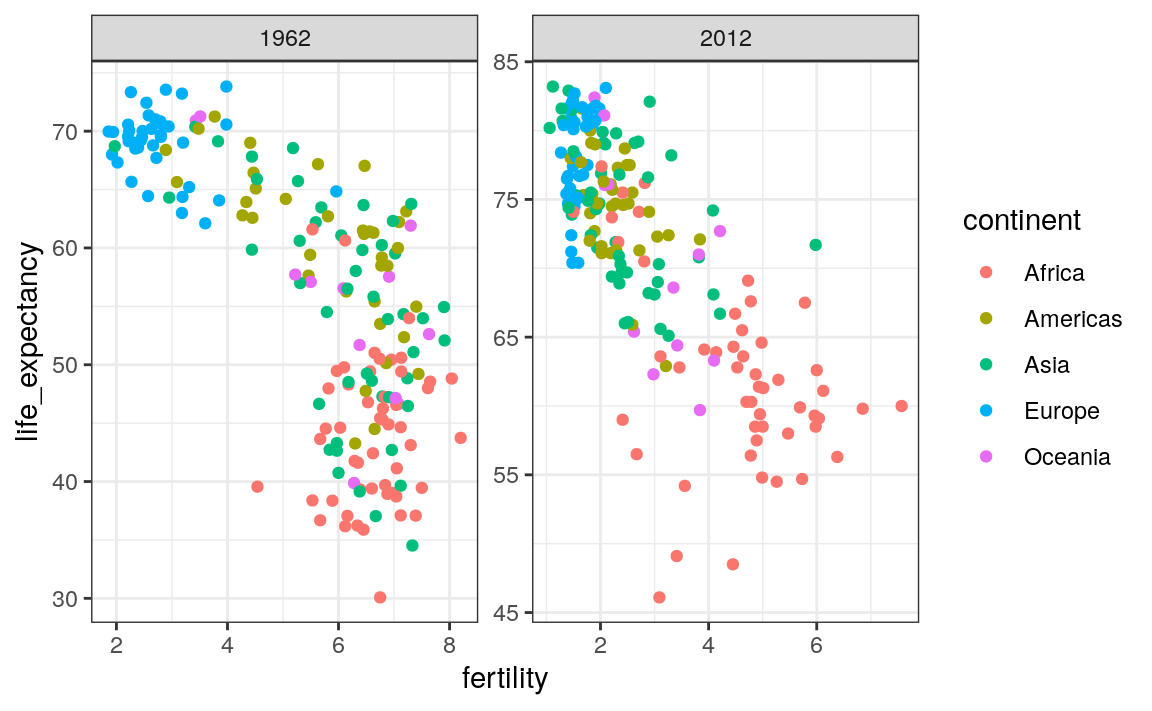 1962
2012
life_expectancy
70
60
50
40
30
85
75
65
55
45
2 4 6 8
2 4 6
fertility
continent
Africa
Americas
Asia
Europe
Oceania